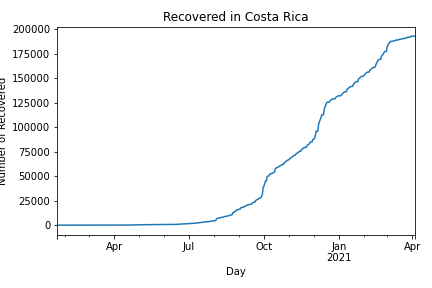 Recovered in Costa Rica
200000
175000
150000
125000
100000
75000
50000
25000
0
Number of Recovered
Apr
Jul
Oct
Jan
2021
Apr
Day